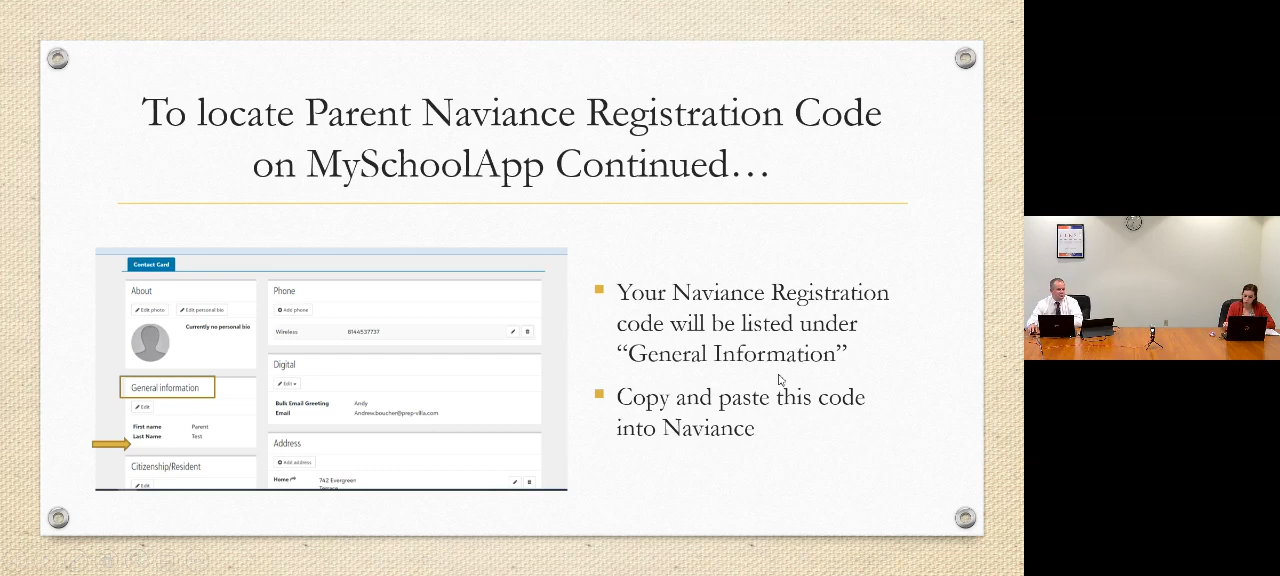 To locate Parent Naviance Registration Code
on MySchoolApp Continued…
Contact Card
About
Edit photo
Edit personal bio
Currently no personal bio
General information
Edit
First name Parent
Last Name Test
Citizenship/Resident
Edit
Phone
Add phone
Wireless 8144537737
Digital
Edit
Bulk Email Greeting Andy
Email Andrew.boucher@prep-villa.com
Address
Add address
Home 742 Evergreen
Terrace
Your Naviance Registration
code will be listed under
“General Information”
Copy and paste this code
into Naviance